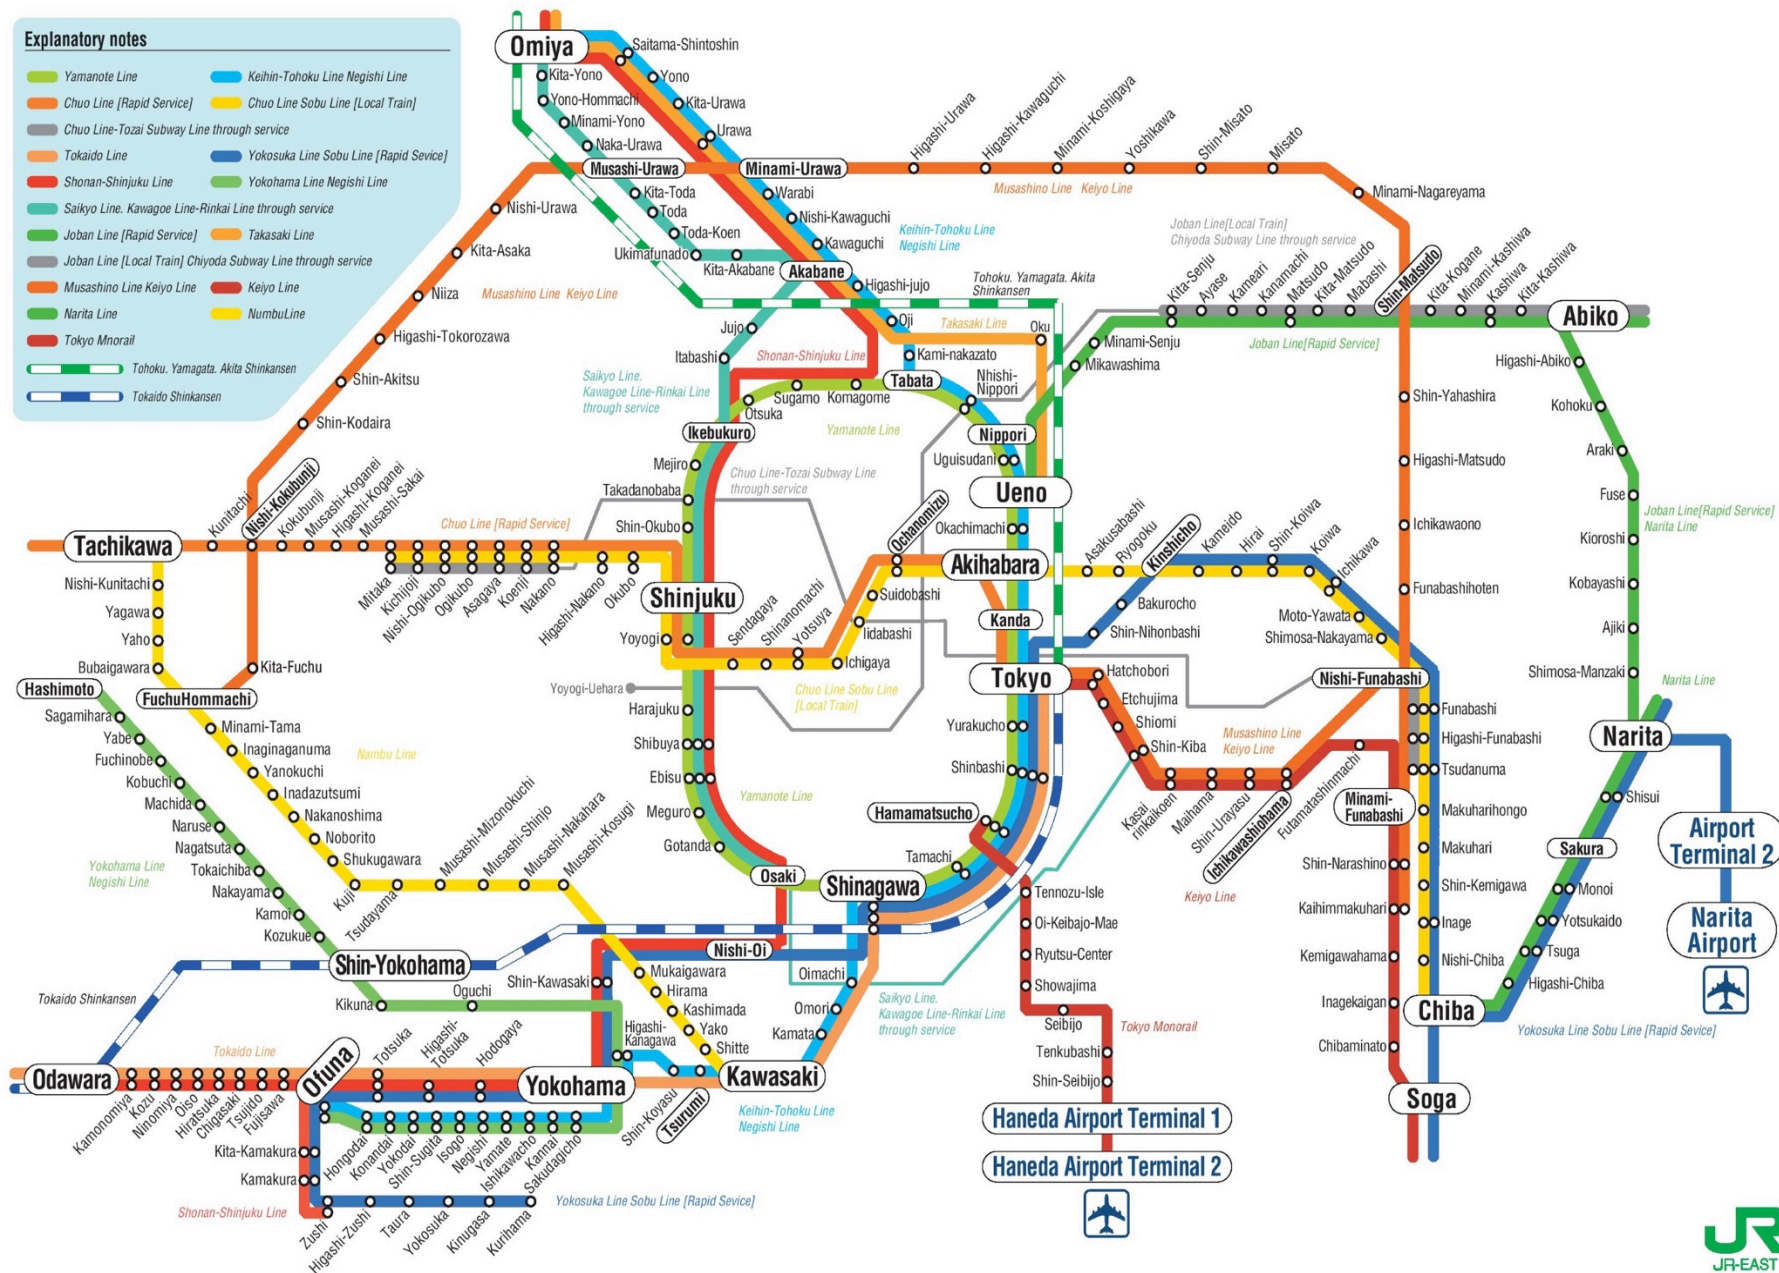 Explanatory notes
Yamanote Line
Keihin-Tohoku Line Negishi Line
Chuo Line [Rapid Service]
Chuo Line Sobu Line [Local Train]
Chuo Line-Tozai Subway Line through service
Tokaido Line
Yokosuka Line Sobu Line [Rapid Sevice]
Shonan-Shinjuku Line
Yokohama Line Negishi Line
Saikyo Line. Kawagoe Line-Rinkai Line through service
Joban Line [Rapid Service]
Takasaki Line
Joban Line [Local Train] Chiyoda Subway Line through service
Musashino Line Keiyo Line
Keiyo Line
Narita Line
NumbuLine
Tokyo Mnorail
Tohoku. Yamagata. Akita Shinkansen
Tokaido Shinkansen
Omiya
Saitama-Shintoshin
Kita-Yono
Yono
Yono-Hommachi
Kita-Urawa
Minami-Yono
Urawa
Naka-Urawa
Musashi-Urawa
Minami-Urawa
Higashi-Urawa
Higashi-Kawaguchi
Minami-Koshigaya
Yoshikawa
Shin-Misato
Misato
Musashino Line Keiyo Line
Minami-Nagareyama
Kita-Toda
Toda
Toda-Koen
Ukimafunado
Kita-Akabane
Akabane
Warabi
Nishi-Kawaguchi
Kawaguchi
Keihin-Tohoku Line
Negishi Line
Higashi-jujo
Tohoku. Yamagata. Akita
Shinkansen
Joban Line[Local Train]
Chiyoda Subway Line through service
Nishi-Urawa
Kita-Asaka
Niiza
Musashino Line Keiyo Line
Higashi-Tokorozawa
Shin-Akitsu
Shin-Kodaira
Oji
Takasaki Line
Oku
Jujo
Itabashi
Shonan-Shinjuku Line
Kami-nakazato
Saikyo Line.
Kawagoe Line-Rinkai Line
through service
Tabata
Sugamo
Komagome
Otsuka
Yamanote Line
Ikebukuro
Nhishi-
Nippori
Nippori
Uguisudani
Ueno
Okachimachi
Mikawashima
Minami-Senju
Kita-Senju
Ayase
Kameari
Kanamachi
Matsudo
Kita-Matsudo
Mabashi
Shin-Matsudo
Kita-Kogane
Minami-Kashiwa
Kashiwa
Kita-Kashiwa
Abiko
Joban Line[Rapid Service]
Higashi-Abiko
Kohoku
Araki
Fuse
Joban Line[Rapid Service]
Narita Line
Kioroshi
Kobayashi
Ajiki
Shimosa-Manzaki
Narita Line
Shin-Yahashira
Higashi-Matsudo
Ichikawaono
Funabashihoten
Mejiro
Chuo Line-Tozai Subway Line
through service
Takadanobaba
Shin-Okubo
Tachikawa
Kunitachi
Nishi-Kokubunji
Kokubunji
Musashi-Koganei
Higashi-Koganei
Musashi-Sakai
Chuo Line [Rapid Service]
Mitaka
Kichijoji
Nishi-Ogikubo
Ogikubo
Asagaya
Koenji
Nakano
Higashi-Nakano
Okubo
Shinjuku
Yoyogi
Sendagaya
Shinanomachi
Yotsuya
Ichigaya
Iidabashi
Suidobashi
Ochanomizu
Akihabara
Kanda
Asakusabashi
Ryogoku
Kinshicho
Kameido
Hirai
Shin-Koiwa
Koiwa
Ichikawa
Moto-Yawata
Shimosa-Nakayama
Bakurocho
Shin-Nihonbashi
Tokyo
Nishi-Funabashi
Nishi-Kunitachi
Yagawa
Yaho
Bubaigawara
Kita-Fuchu
FuchuHommachi
Hashimoto
Sagamihara
Yabe
Fuchinobe
Kobuchi
Machida
Naruse
Nagatsuta
Tokaichiba
Nakayama
Kamoi
Kozukue
Yokohama Line
Negishi Line
Minami-Tama
Inaginaganuma
Yanokuchi
Inadazutsumi
Nakanoshima
Noborito
Shukugawara
Nambu Line
Kuji
Tsudayama
Musashi-Mizonokuchi
Musashi-Shinjo
Musashi-Nakahara
Musashi-Kosugi
Yoyogi-Uehara
Chuo Line Sobu Line
[Local Train]
Harajuku
Shibuya
Ebisu
Meguro
Gotanda
Yamanote Line
Osaki
Shinagawa
Tamachi
Hamamatsucho
Shinbashi
Yurakucho
Hatchobori
Etchujima
Shiomi
Shin-Kiba
Musashino Line
Keiyo Line
Kasai
rinkaikoen
Maihama
Shin-Urayasu
Ichikawashiohama
Futamatashinmachi
Keiyo Line
Minami-
Funabashi
Funabashi
Higashi-Funabashi
Tsudanuma
Makuharihongo
Makuhari
Shin-Kemigawa
Inage
Nishi-Chiba
Shin-Narashino
Kaihimmakuhari
Kemigawahama
Inagekaigan
Chibaminato
Chiba
Soga
Narita
Shisui
Sakura
Monoi
Yotsukaido
Tsuga
Higashi-Chiba
Yokosuka Line Sobu Line [Rapid Sevice]
Airport
Terminal 2
Narita
Airport
Tennozu-Isle
Oi-Keibajo-Mae
Ryutsu-Center
Showajima
Seibijo
Tokyo Monorail
Tenkubashi
Shin-Seibijo
Haneda Airport Terminal 1
Haneda Airport Terminal 2
Nishi-Oi
Oimachi
Omori
Kamata
Saikyo Line.
Kawagoe Line-Rinkai Line
through service
Shin-Yokohama
Tokaido Shinkansen
Kikuna
Oguchi
Shin-Kawasaki
Mukaigawara
Hirama
Kashimada
Yako
Shitte
Kawasaki
Higashi-
Kanagawa
Shin-Koyasu
Tsurumi
Keihin-Tohoku Line
Negishi Line
Yokohama
Tokaido Line
Odawara
Kamonomiya
Kozu
Ninomiya
Oiso
Hiratsuka
Chigasaki
Tsujido
Fujisawa
Ofuna
Totsuka
Higashi-
Totsuka
Hodogaya
Hongodai
Konandai
Yokodai
Shin-Sugita
Isogo
Negishi
Yamate
Ishikawacho
Kannai
Sakudagicho
Kita-Kamakura
Kamakura
Shonan-Shinjuku Line
Zushi
Higashi-Zushi
Taura
Yokosuka
Kinugasa
Kurihama
Yokosuka Line Sobu Line [Rapid Sevice]
JR
JR-EAST